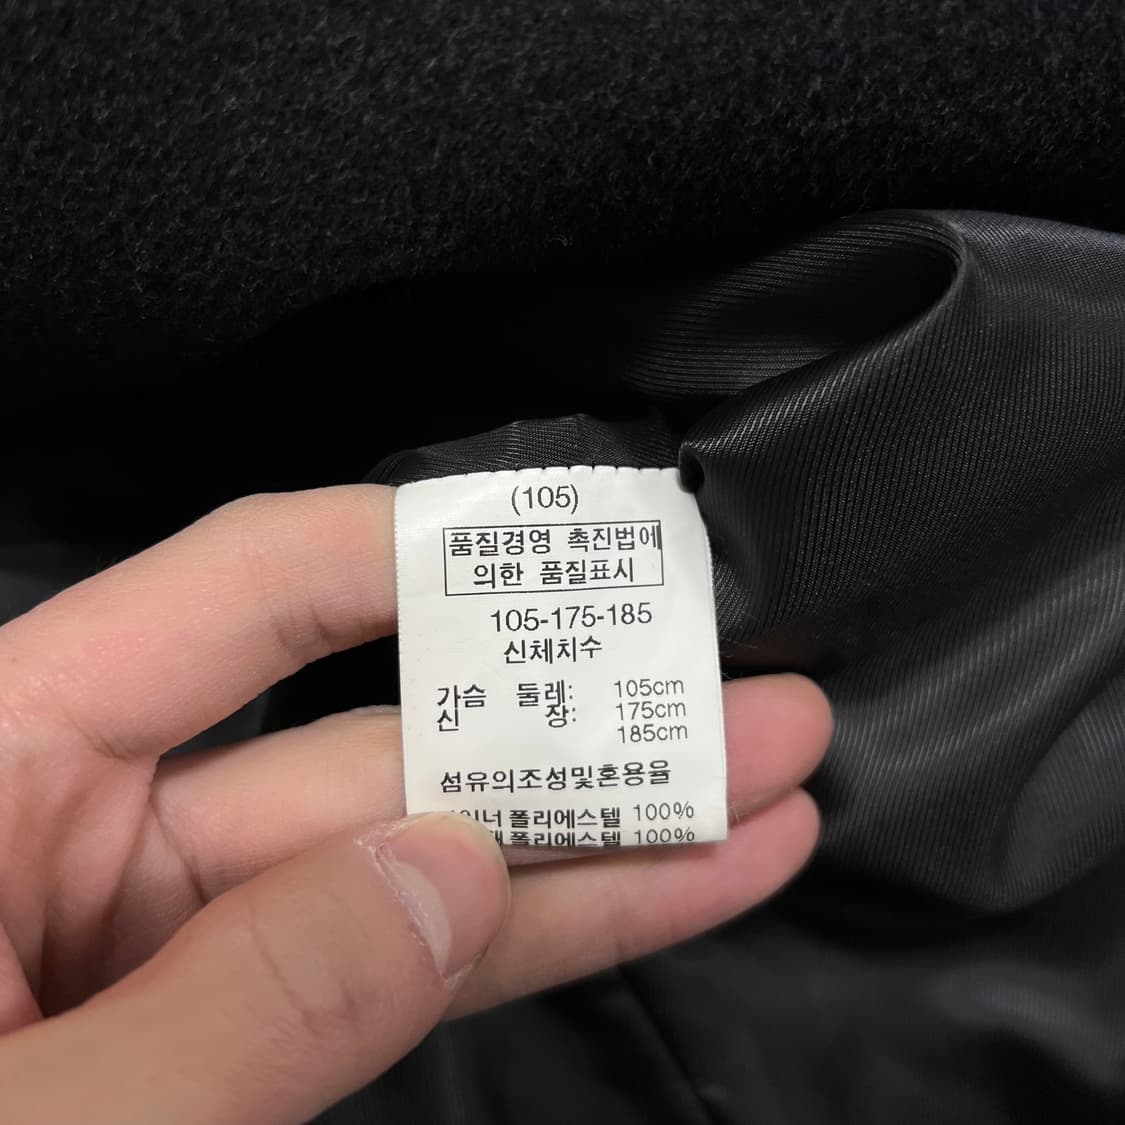 (105)
품질경영 촉진법에
의한 품질표시
105-175-185
신체치수
가슴 둘레: 105cm
신 장: 175cm
185cm
섬유의조성및혼용율
폴리에스텔 100%
폴리에스텔 100%